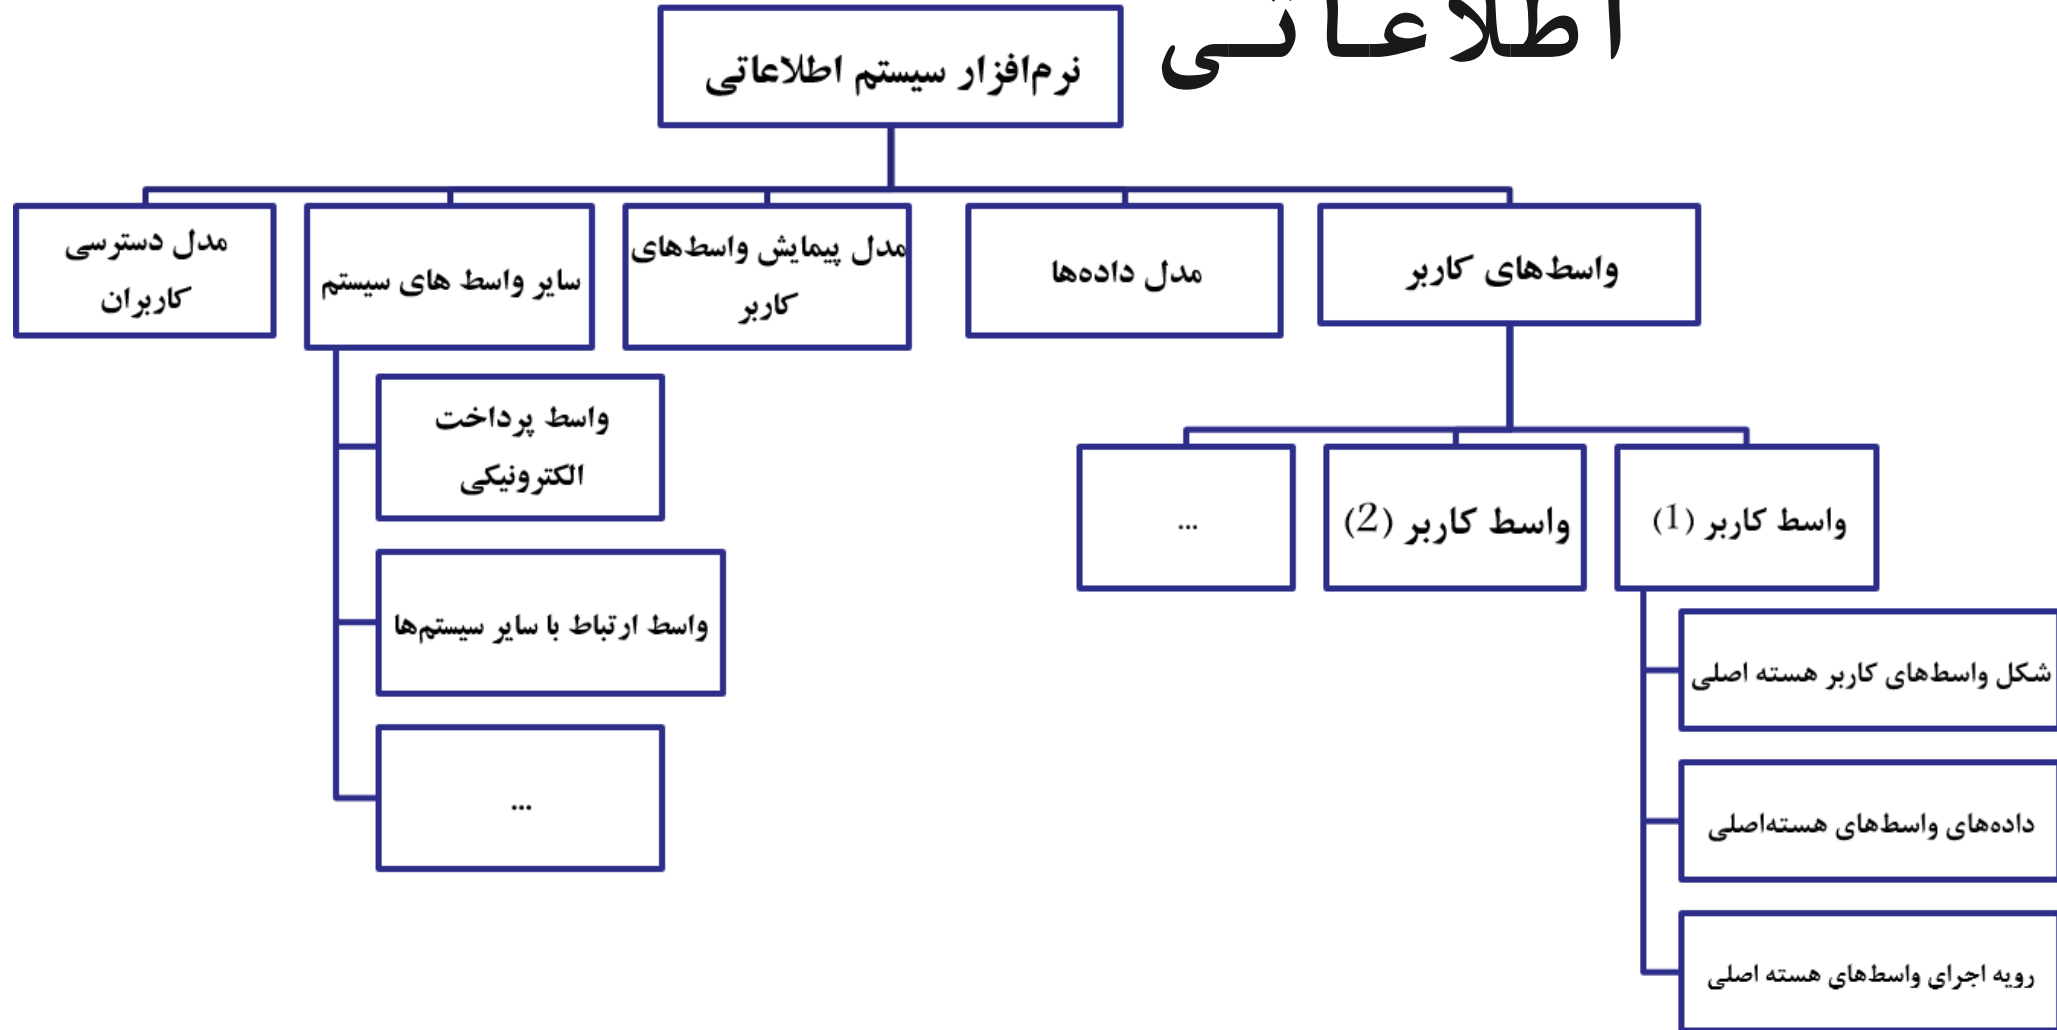 اطلاعاتی
نرم‌افزار سیستم اطلاعاتی
واسط‌های کاربر
مدل داده‌ها
مدل پیمایش واسط‌های
کاربر
سایر واسط های سیستم
مدل دسترسی
کاربران
واسط کاربر (1)
واسط کاربر (2)
...
شکل واسط‌های کاربر هسته اصلی
داده‌های واسط‌های هسته‌اصلی
رویه اجرای واسط‌های هسته اصلی
واسط پرداخت
الکترونیکی
واسط ارتباط با سایر سیستم‌ها
...